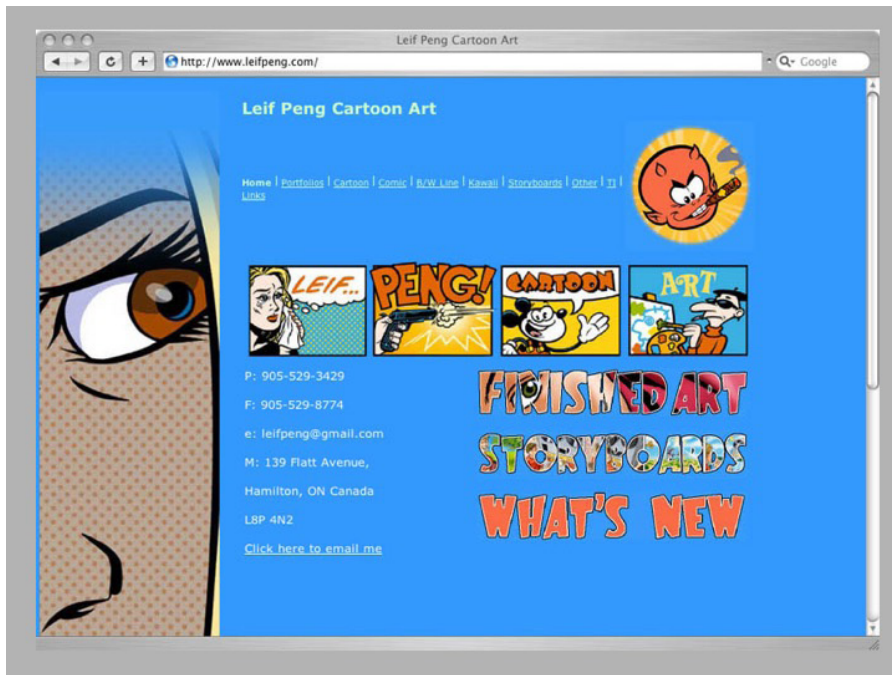 Leif Peng Cartoon Art
http://www.leifpeng.com/
Google
Leif Peng Cartoon Art
Home | Portfolios | Cartoon | Comic | B/W Line | Kawaii | Storyboards | Other | TI |
Links
LEIF...
PENG!
CARTOON
ART
P: 905-529-3429
F: 905-529-8774
e: leifpeng@gmail.com
M: 139 Flatt Avenue,
Hamilton, ON Canada
L8P 4N2
Click here to email me
FINISHED ART
STORYBOARDS
WHAT'S NEW